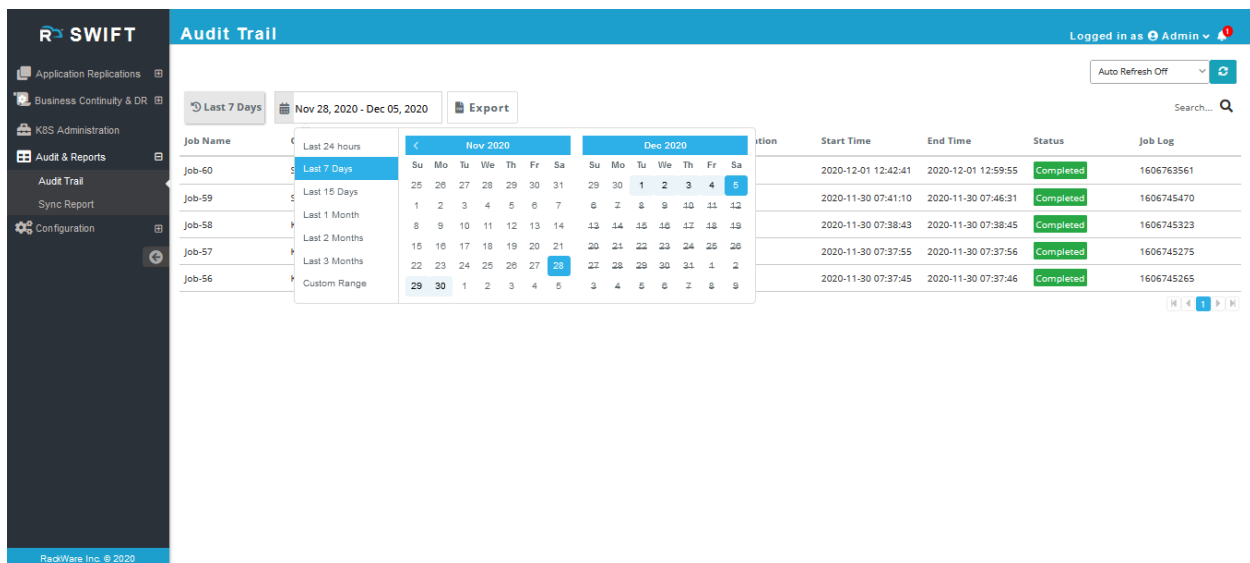 SWIFT
Audit Trail
Logged in as Admin
1
Application Replications
Business Continuity & DR
K8S Administration
Audit & Reports
Audit Trail
Sync Report
Configuration
RackWare Inc. © 2020
Auto Refresh Off
Last 7 Days
Nov 28, 2020 - Dec 05, 2020
Export
Search...
Job Name Start Time End Time Status Job Log
Job-60 2020-12-01 12:42:41 2020-12-01 12:59:55 Completed 1606763561
Job-59 2020-11-30 07:41:10 2020-11-30 07:46:31 Completed 1606745470
Job-58 2020-11-30 07:38:43 2020-11-30 07:38:45 Completed 1606745323
Job-57 2020-11-30 07:37:55 2020-11-30 07:37:56 Completed 1606745275
Job-56 2020-11-30 07:37:45 2020-11-30 07:37:46 Completed 1606745265
1
Last 24 hours
Last 7 Days
Last 15 Days
Last 1 Month
Last 2 Months
Last 3 Months
Custom Range
Nov 2020
Su Mo Tu We Th Fr Sa
25 26 27 28 29 30 31
1 2 3 4 5 6 7
8 9 10 11 12 13 14
15 16 17 18 19 20 21
22 23 24 25 26 27 28
29 30 1 2 3 4 5
Dec 2020
Su Mo Tu We Th Fr Sa
29 30 1 2 3 4 5
6 7 8 9 10 11 12
13 14 15 16 17 18 19
20 21 22 23 24 25 26
27 28 29 30 31 1 2
3 4 5 6 7 8 9